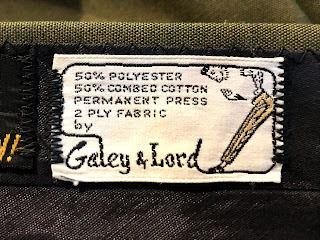 50% POLYESTER
50% COMBED COTTON
PERMANENT PRESS
2 PLY FABRIC
by
Galey & Lord